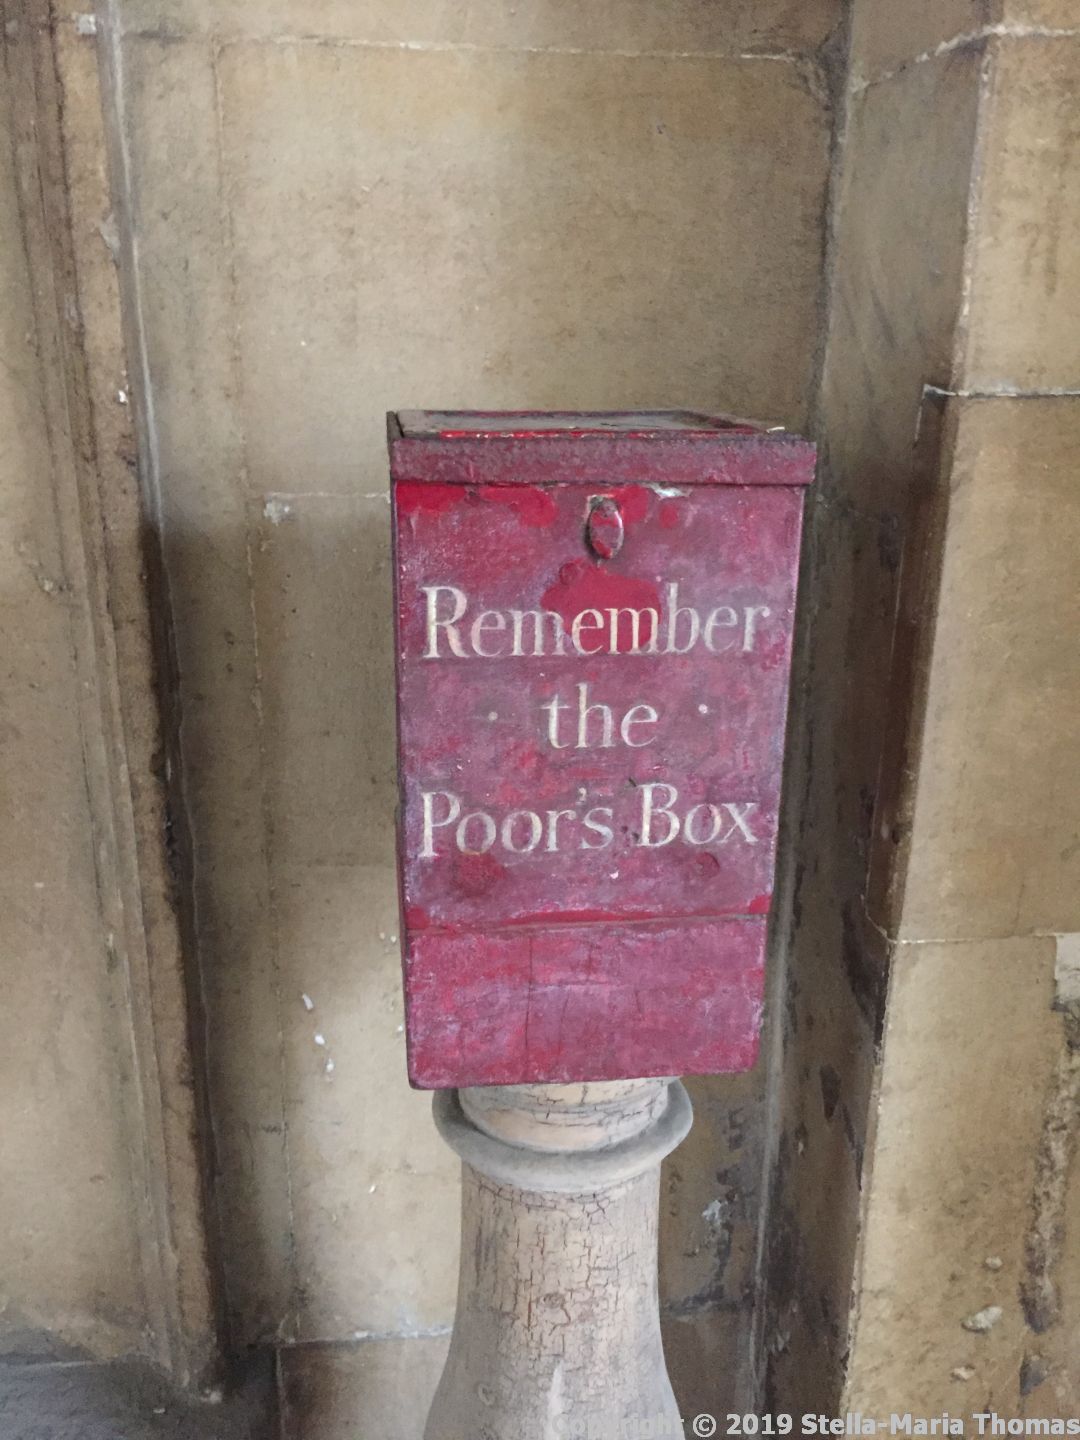 Remember
· the ·
Poor's Box
Copyright © 2019 Stella-Maria Thomas